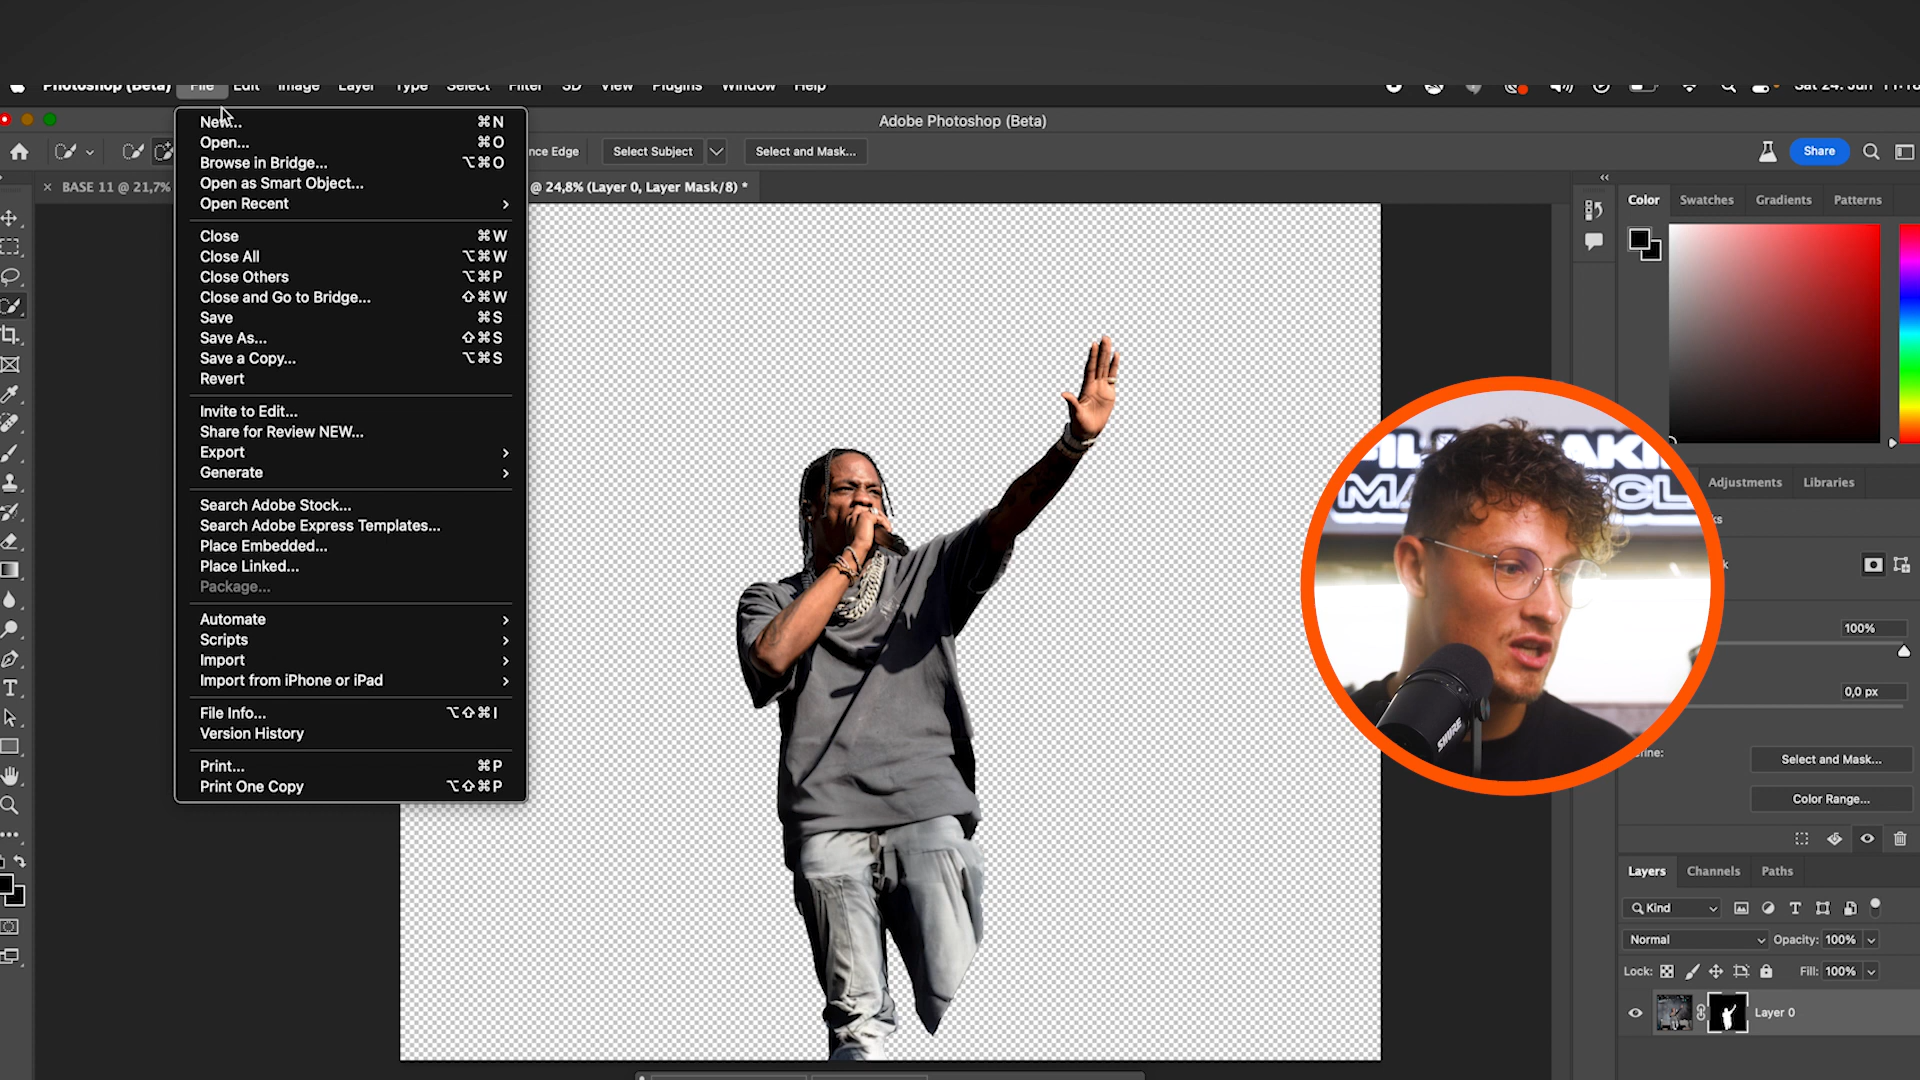 Photoshop (Beta) File Edit Image Layer Type Select Filter 3D View Plugins Window Help Sat 24. Jun
Adobe Photoshop (Beta)
nce Edge Select Subject Select and Mask... Share
× BASE 11 @ 21,7% @ 24,8% (Layer 0, Layer Mask/8) *
New... ⌘N
Open... ⌘O
Browse in Bridge... ⌥⌘O
Open as Smart Object...
Open Recent >
Close ⌘W
Close All ⌥⌘W
Close Others ⌥⌘P
Close and Go to Bridge... ⇧⌘W
Save ⌘S
Save As... ⇧⌘S
Save a Copy... ⌥⌘S
Revert
Invite to Edit...
Share for Review NEW...
Export >
Generate >
Search Adobe Stock...
Search Adobe Express Templates...
Place Embedded...
Place Linked...
Package...
Automate >
Scripts >
Import >
Import from iPhone or iPad >
File Info... ⌥⇧⌘I
Version History
Print... ⌘P
Print One Copy ⌥⇧⌘P
SHURE
Color Swatches Gradients Patterns
Adjustments Libraries
100%
0,0 px
Select and Mask...
Color Range...
Layers Channels Paths
Kind
Normal Opacity: 100%
Lock: Fill: 100%
Layer 0